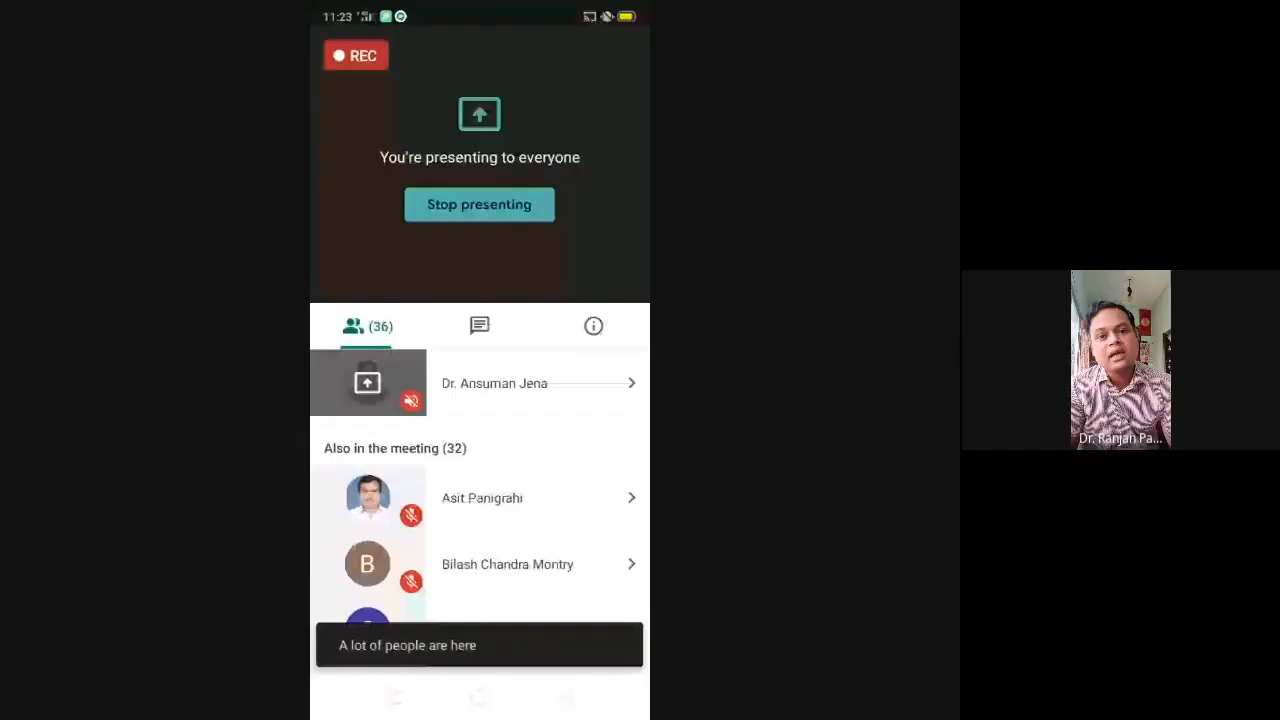 11:23
REC
You're presenting to everyone
Stop presenting
(36)
Dr. Ansuman Jena
Also in the meeting (32)
Asit Panigrahi
B
Bilash Chandra Montry
A lot of people are here
Dr. Ranjan Pa...